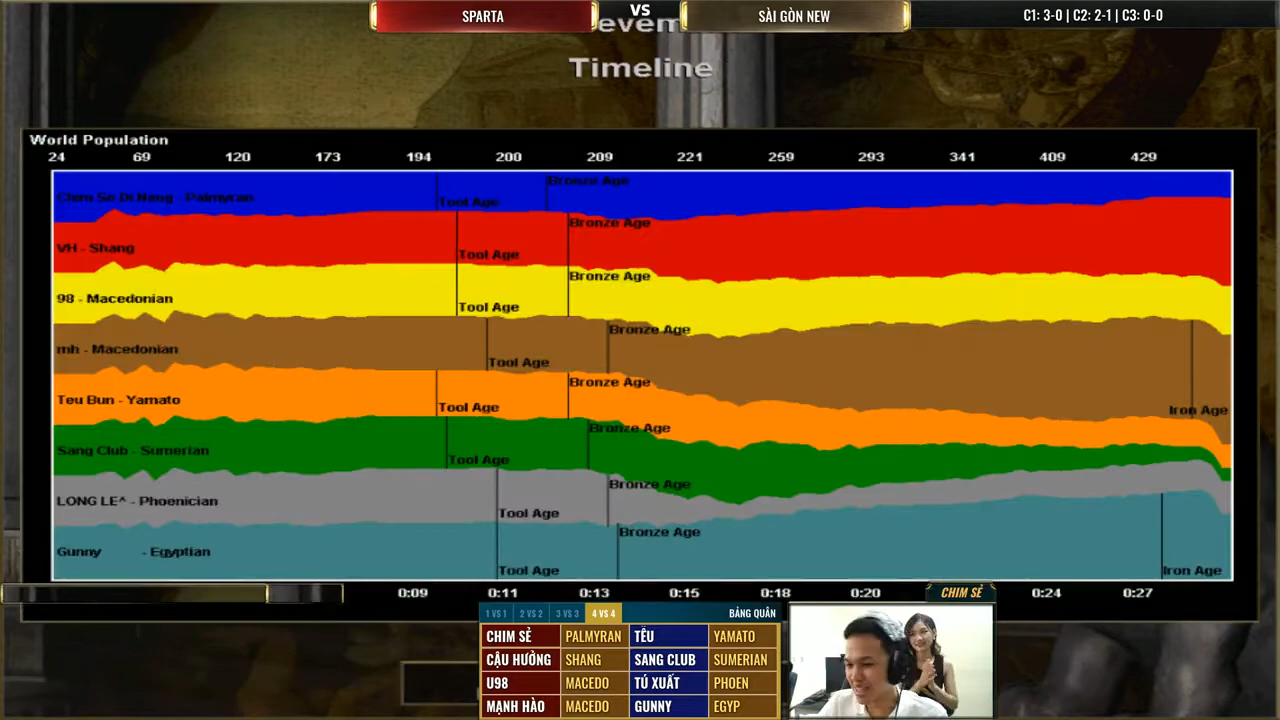 SPARTA
VS
SÀI GÒN NEW
C1: 3-0 | C2: 2-1 | C3: 0-0
evem
Timeline
World Population
24 69 120 173 194 200 209 221 259 293 341 409 429
Bronze Age
Chim Se Di Nang - Palmyran
Tool Age
Bronze Age
VH - Shang
Tool Age
Bronze Age
98 - Macedonian
Tool Age
Bronze Age
mh - Macedonian
Tool Age
Bronze Age
Teu Bun - Yamato
Tool Age
Iron Age
Bronze Age
Sang Club - Sumerian
Tool Age
Bronze Age
LONG LE^ - Phoenician
Tool Age
Bronze Age
Gunny - Egyptian
Tool Age
Iron Age
0:09 0:11 0:13 0:15 0:18 0:20 0:24 0:27
CHIM SẺ
1 VS 1 2 VS 2 3 VS 3 4 VS 4 BẢNG QUÂN
CHIM SẺ PALMYRAN TÊU YAMATO
CẬU HƯỞNG SHANG SANG CLUB SUMERIAN
U98 MACEDO TÚ XUẤT PHOEN
MẠNH HÀO MACEDO GUNNY EGYP